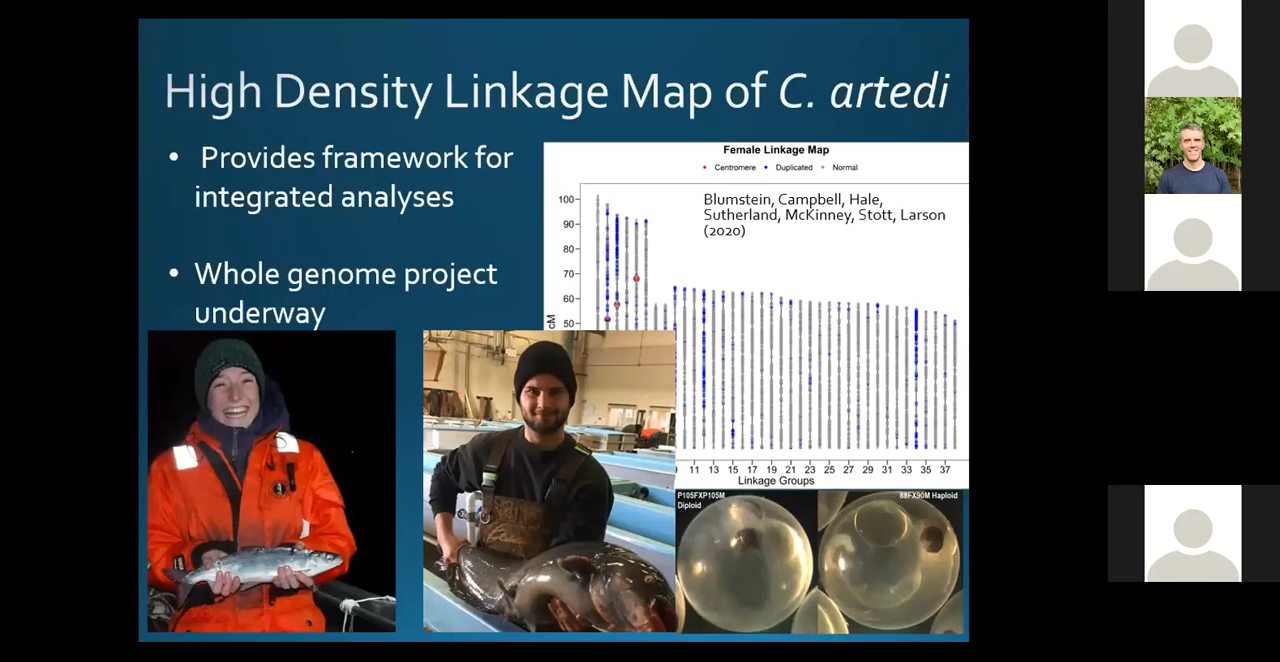 High Density Linkage Map of C. artedi
• Provides framework for
integrated analyses
• Whole genome project
underway
Female Linkage Map
Centromere Duplicated Normal
Blumstein, Campbell, Hale,
Sutherland, McKinney, Stott, Larson
(2020)
100
90
80
70
60
50
cM
11 13 15 17 19 21 23 25 27 29 31 33 35 37
Linkage Groups
P105FXP105M
Diploid
88FX90M Haploid